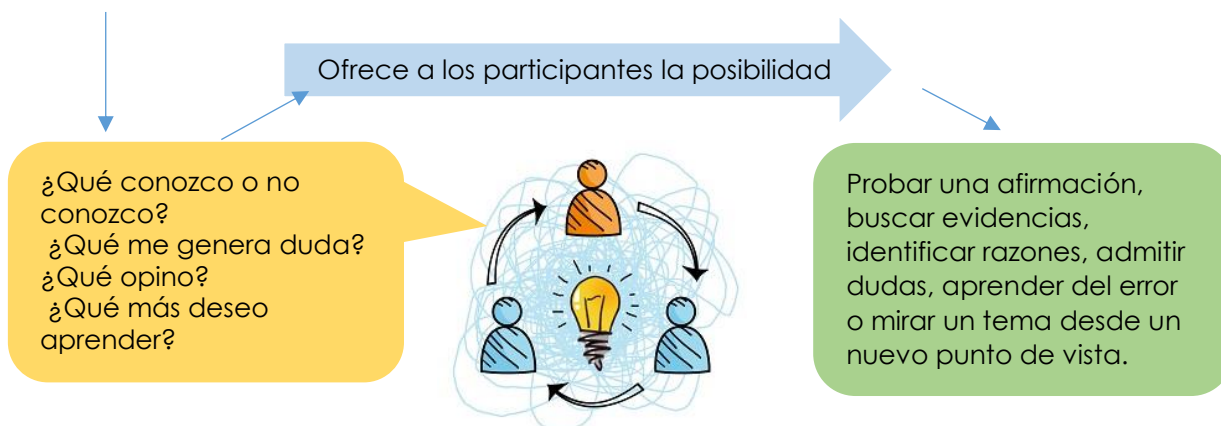 Ofrece a los participantes la posibilidad
¿Qué conozco o no
conozco?
¿Qué me genera duda?
¿Qué opino?
¿Qué más deseo
aprender?
Probar una afirmación,
buscar evidencias,
identificar razones, admitir
dudas, aprender del error
o mirar un tema desde un
nuevo punto de vista.